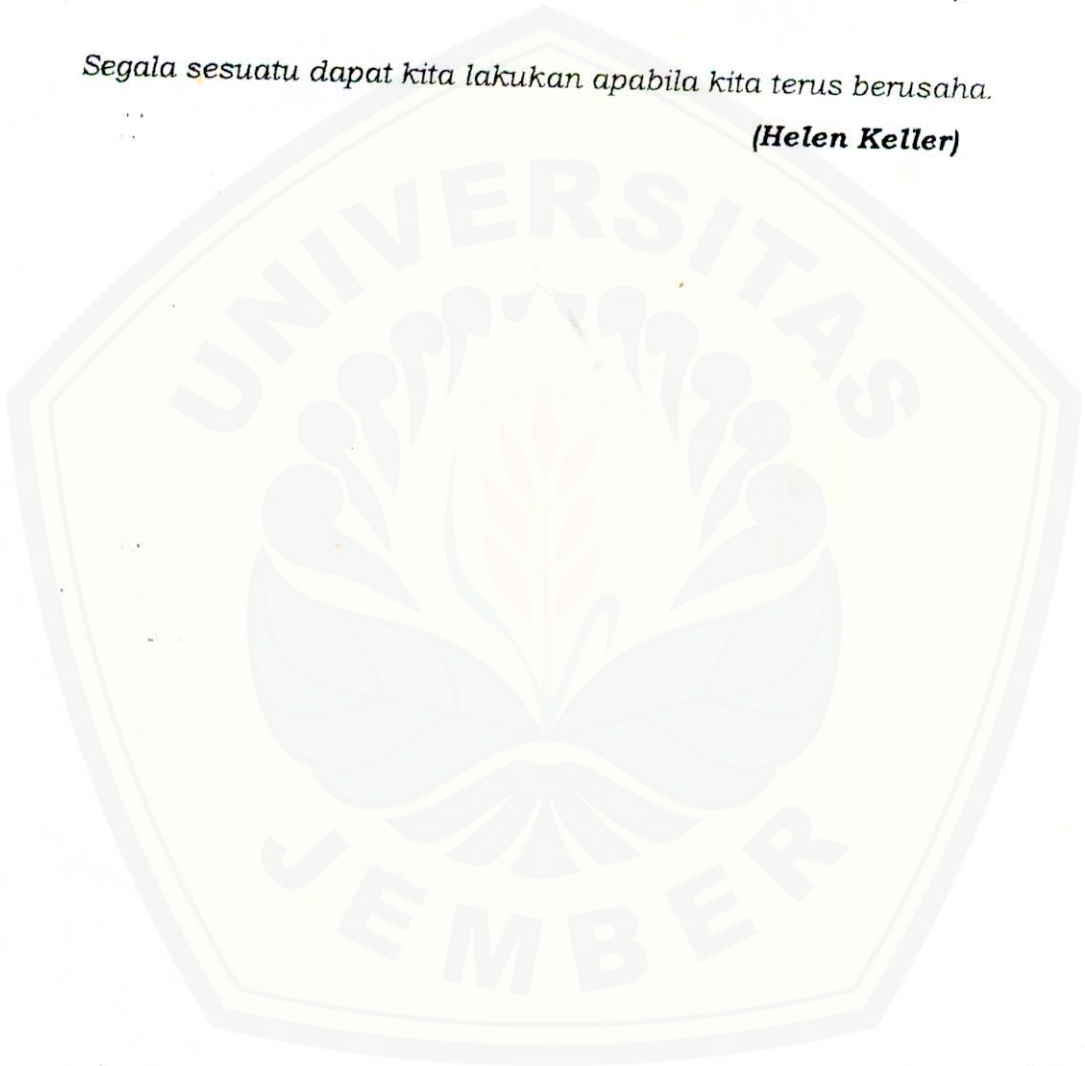 Segala sesuatu dapat kita lakukan apabila kita terus berusaha.
(Helen Keller)
UNIVERSITAS
JEMBER